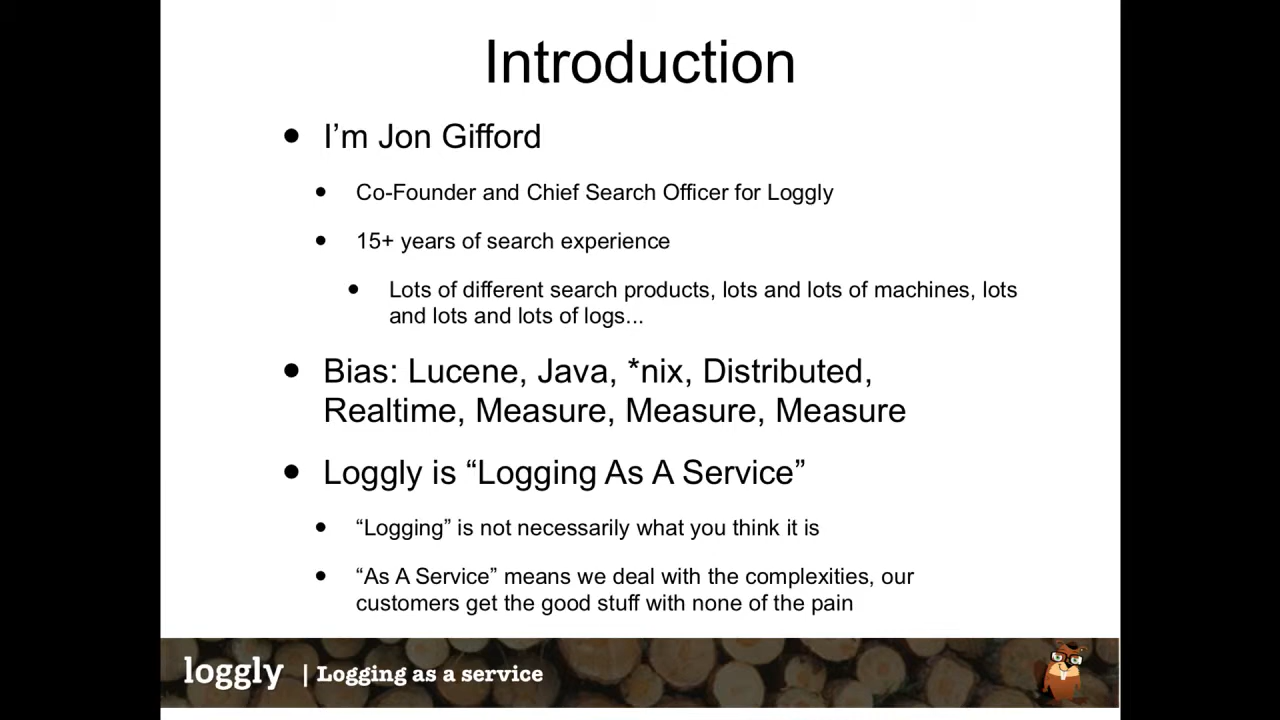 Introduction
I’m Jon Gifford
Co-Founder and Chief Search Officer for Loggly
15+ years of search experience
Lots of different search products, lots and lots of machines, lots
and lots and lots of logs...
Bias: Lucene, Java, *nix, Distributed,
Realtime, Measure, Measure, Measure
Loggly is “Logging As A Service”
“Logging” is not necessarily what you think it is
“As A Service” means we deal with the complexities, our
customers get the good stuff with none of the pain
loggly | Logging as a service